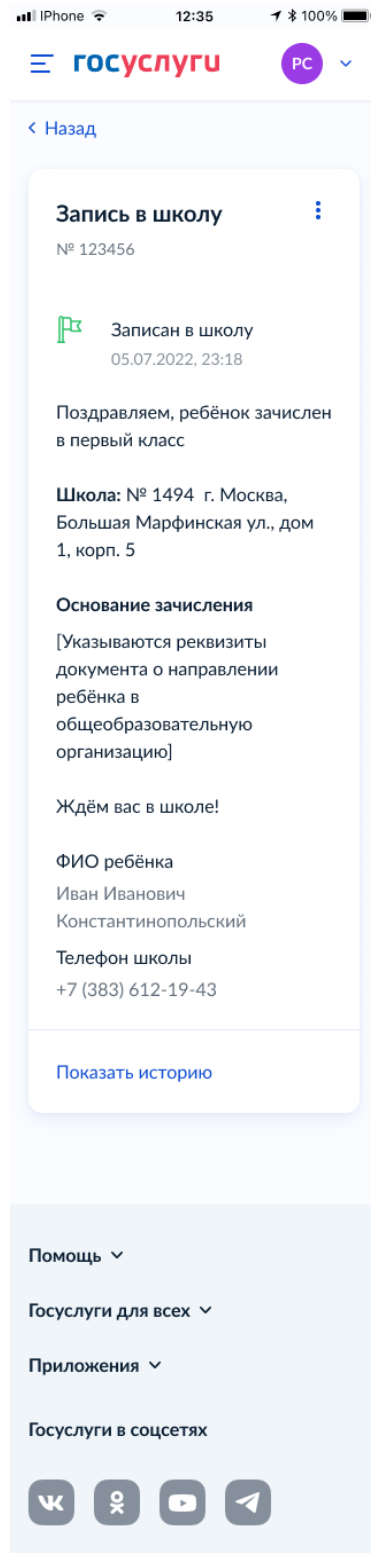 IPhone 12:35 100%
госуслуги РС
Назад
Запись в школу
№ 123456
Записан в школу
05.07.2022, 23:18
Поздравляем, ребёнок зачислен
в первый класс
Школа: № 1494 г. Москва,
Большая Марфинская ул., дом
1, корп. 5
Основание зачисления
[Указываются реквизиты
документа о направлении
ребёнка в
общеобразовательную
организацию]
Ждём вас в школе!
ФИО ребёнка
Иван Иванович
Константинопольский
Телефон школы
+7 (383) 612-19-43
Показать историю
Помощь
Госуслуги для всех
Приложения
Госуслуги в соцсетях